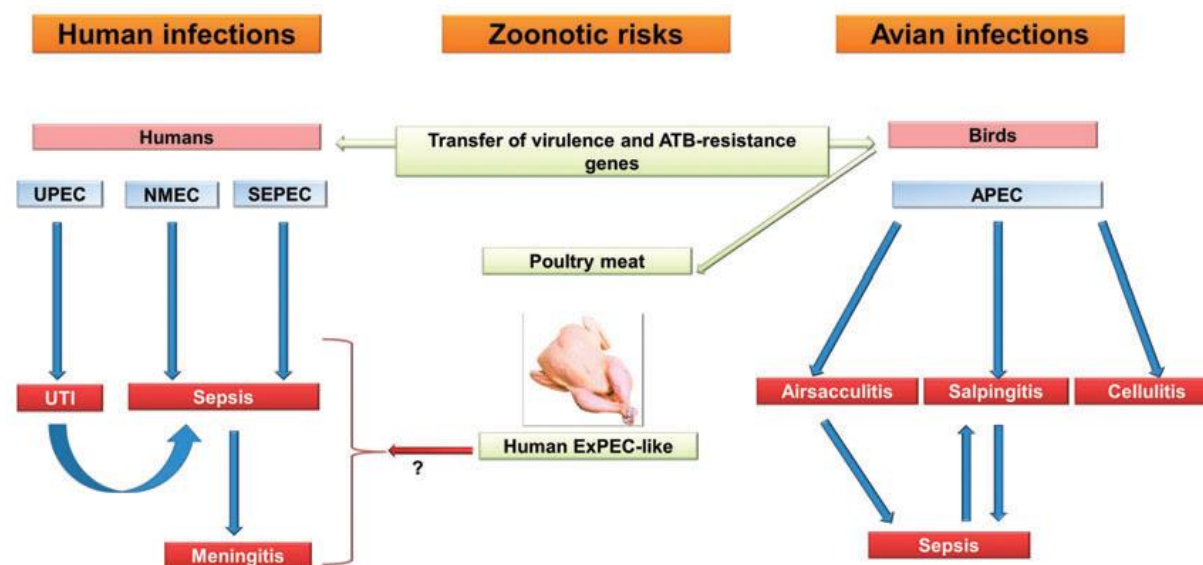 Human infections
Zoonotic risks
Avian infections
Humans
Transfer of virulence and ATB-resistance
genes
Birds
UPEC
NMEC
SEPEC
APEC
Poultry meat
UTI
Sepsis
Airsacculitis
Salpingitis
Cellulitis
Human ExPEC-like
?
Meningitis
Sepsis